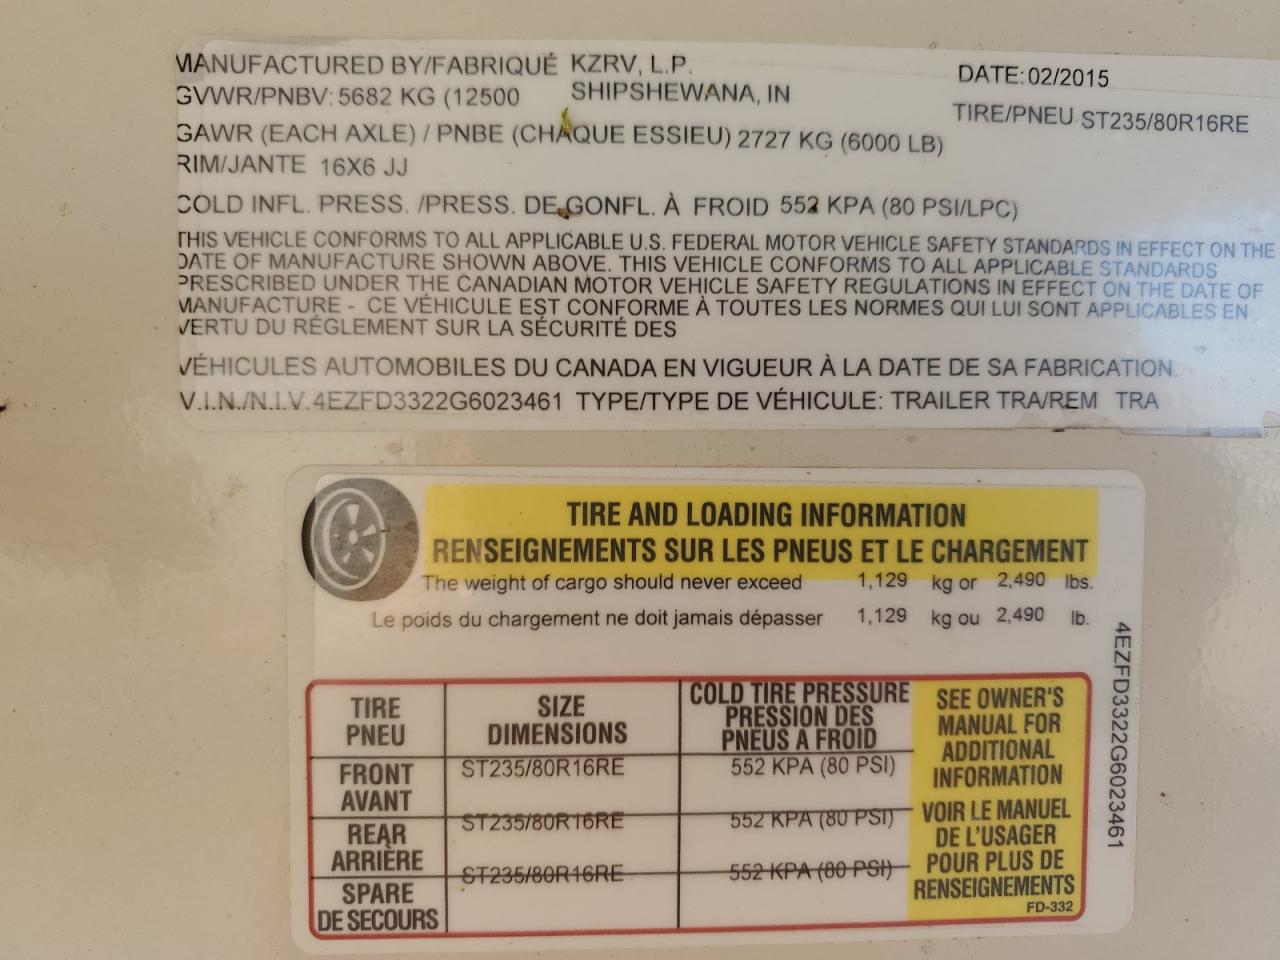 MANUFACTURED BY/FABRIQUÉ KZRV, L.P.
SHIPSHEWANA, IN
DATE: 02/2015
GVWR/PNBV: 5682 KG (12500
TIRE/PNEU ST235/80R16RE
GAWR (EACH AXLE) / PNBE (CHAQUE ESSIEU) 2727 KG (6000 LB)
RIM/JANTE 16X6 JJ
COLD INFL. PRESS. /PRESS. DE GONFL. À FROID 552 KPA (80 PSI/LPC)
THIS VEHICLE CONFORMS TO ALL APPLICABLE U.S. FEDERAL MOTOR VEHICLE SAFETY STANDARDS IN EFFECT ON THE
DATE OF MANUFACTURE SHOWN ABOVE. THIS VEHICLE CONFORMS TO ALL APPLICABLE STANDARDS
PRESCRIBED UNDER THE CANADIAN MOTOR VEHICLE SAFETY REGULATIONS IN EFFECT ON THE DATE OF
MANUFACTURE - CE VÉHICULE EST CONFORME À TOUTES LES NORMES QUI LUI SONT APPLICABLES EN
VERTU DU RÉGLEMENT SUR LA SÉCURITÉ DES
VÉHICULES AUTOMOBILES DU CANADA EN VIGUEUR À LA DATE DE SA FABRICATION.
V.I.N./N.I.V. 4EZFD3322G6023461 TYPE/TYPE DE VÉHICULE: TRAILER TRA/REM TRA
TIRE AND LOADING INFORMATION
RENSEIGNEMENTS SUR LES PNEUS ET LE CHARGEMENT
The weight of cargo should never exceed 1,129 kg or 2,490 lbs.
Le poids du chargement ne doit jamais dépasser 1,129 kg ou 2,490 lb.
TIRE
PNEU
SIZE
DIMENSIONS
COLD TIRE PRESSURE
PRESSION DES
PNEUS A FROID
FRONT
AVANT
ST235/80R16RE
552 KPA (80 PSI)
REAR
ARRIÈRE
ST235/80R16RE
552 KPA (80 PSI)
SPARE
DE SECOURS
ST235/80R16RE
552 KPA (80 PSI)
SEE OWNER'S
MANUAL FOR
ADDITIONAL
INFORMATION
VOIR LE MANUEL
DE L'USAGER
POUR PLUS DE
RENSEIGNEMENTS
FD-332
4EZFD3322G6023461